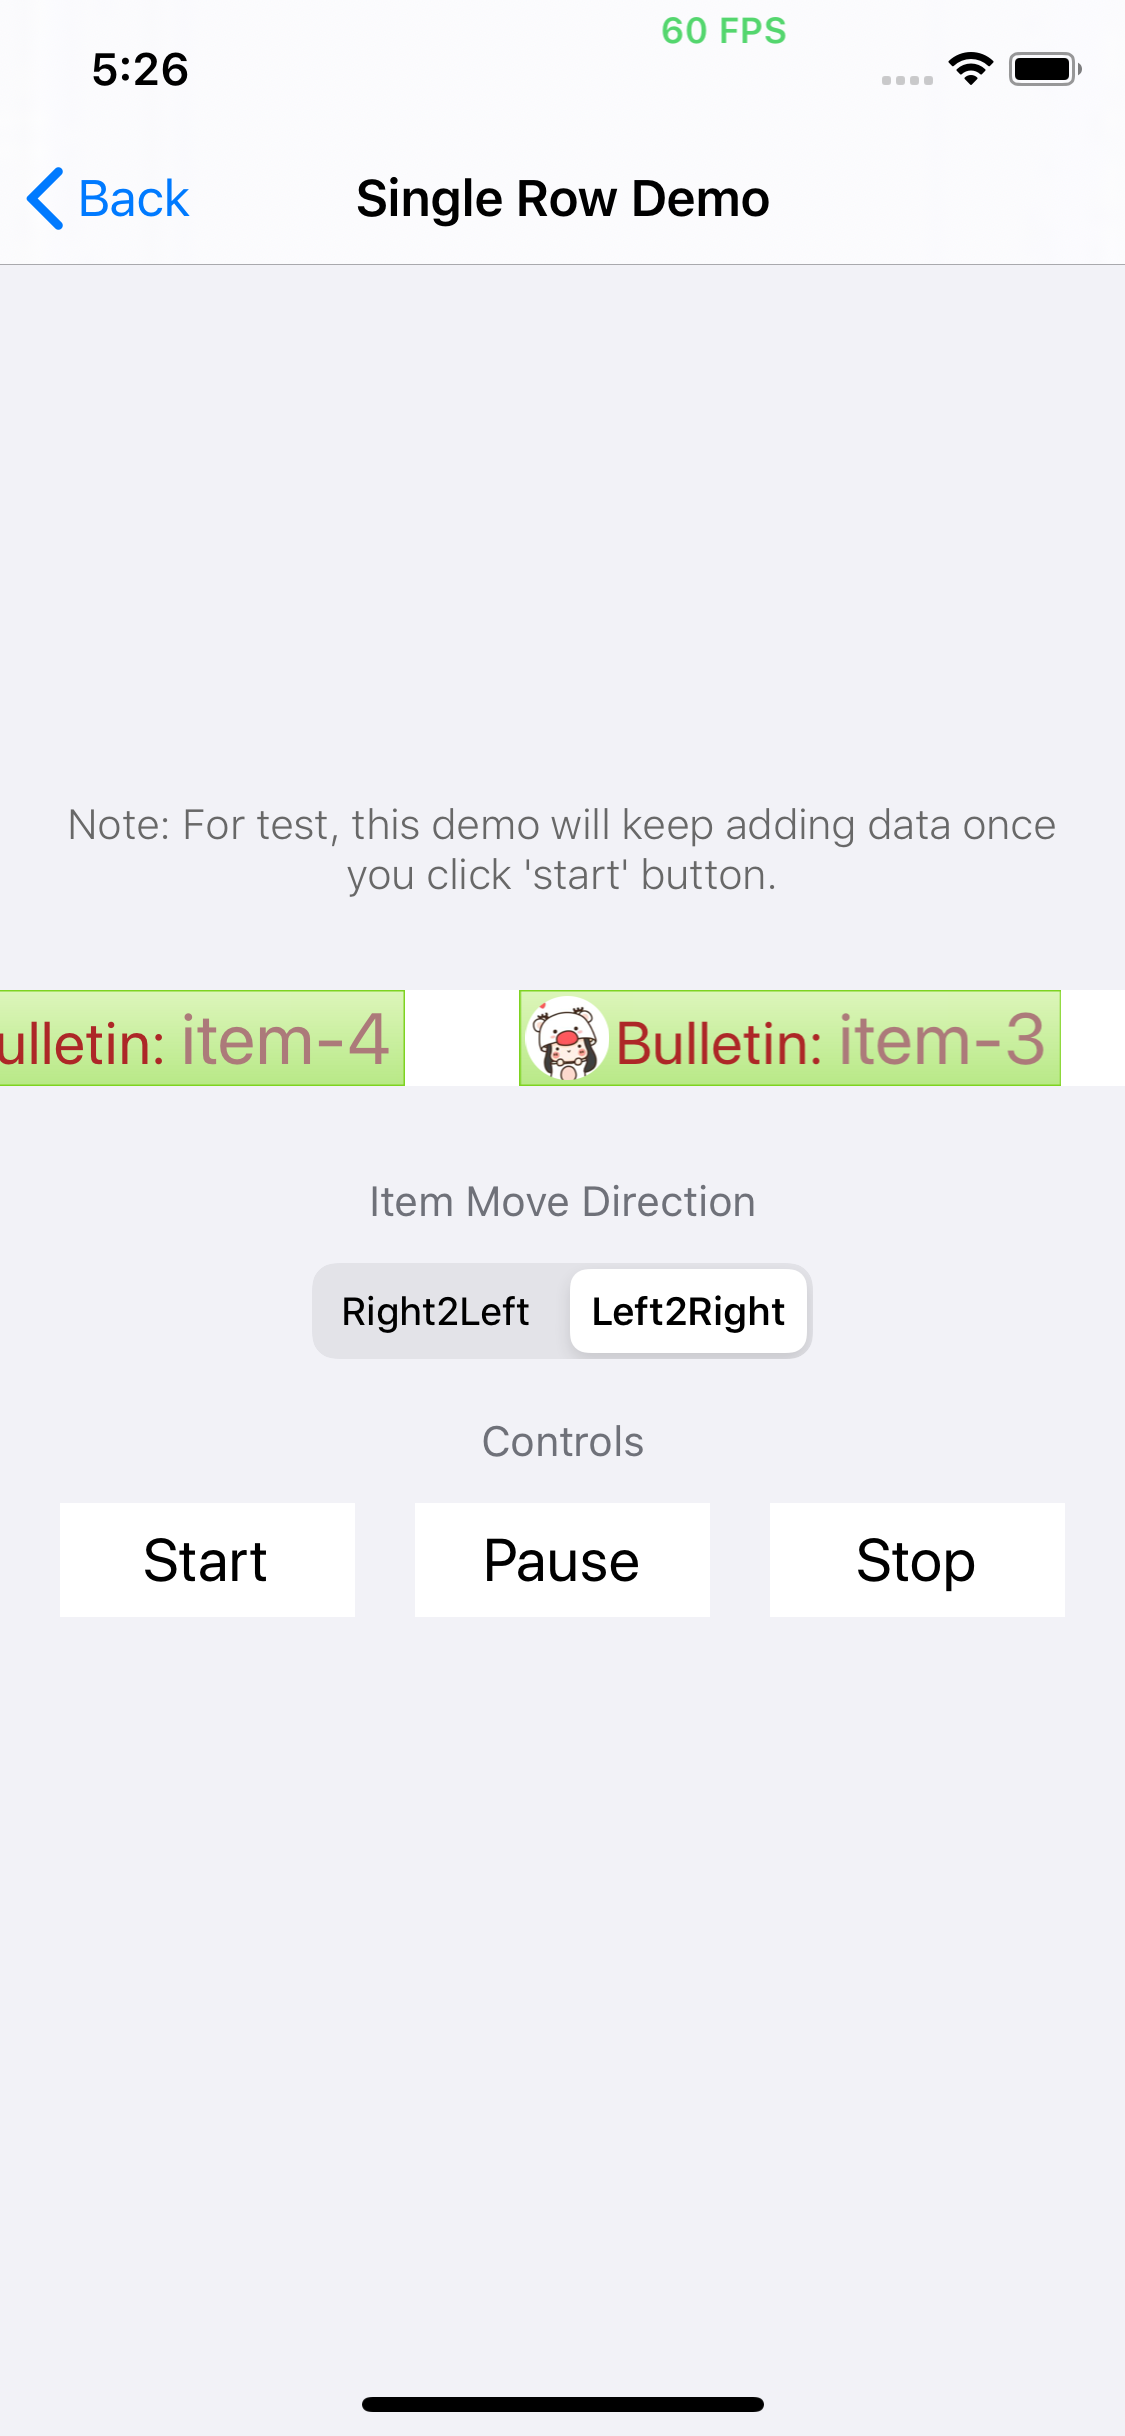 60 FPS
5:26
Back
Single Row Demo
Note: For test, this demo will keep adding data once
you click 'start' button.
ulletin: item-4
Bulletin: item-3
Item Move Direction
Right2Left
Left2Right
Controls
Start
Pause
Stop